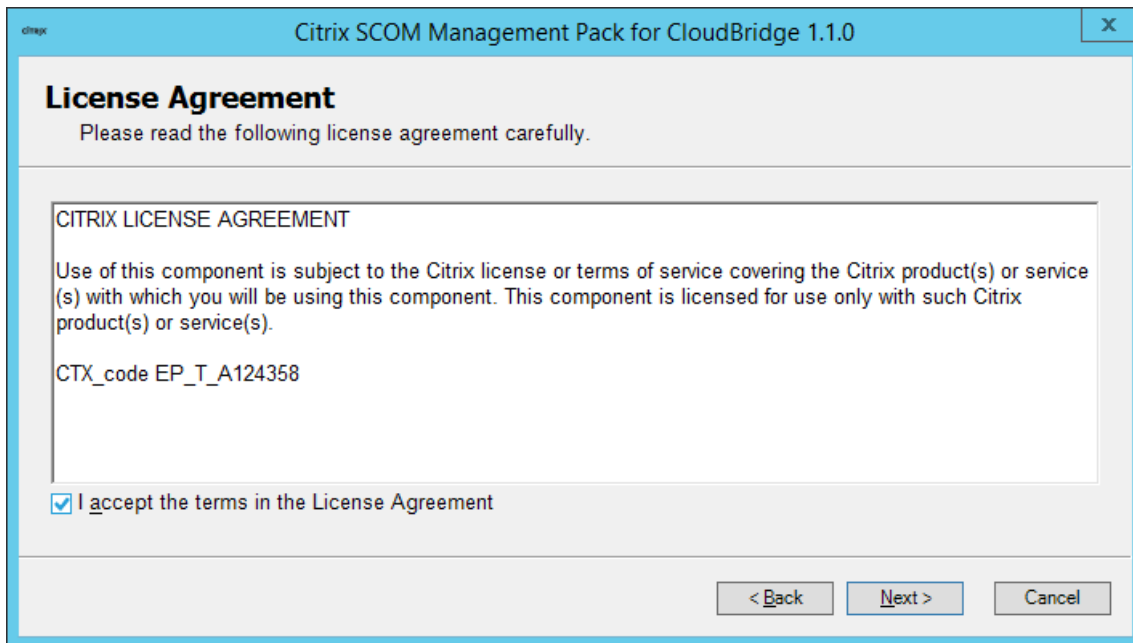 citrix
Citrix SCOM Management Pack for CloudBridge 1.1.0
x
License Agreement
Please read the following license agreement carefully.
CITRIX LICENSE AGREEMENT
Use of this component is subject to the Citrix license or terms of service covering the Citrix product(s) or service
(s) with which you will be using this component. This component is licensed for use only with such Citrix
product(s) or service(s).
CTX_code EP_T_A124358
I accept the terms in the License Agreement
< Back
Next >
Cancel